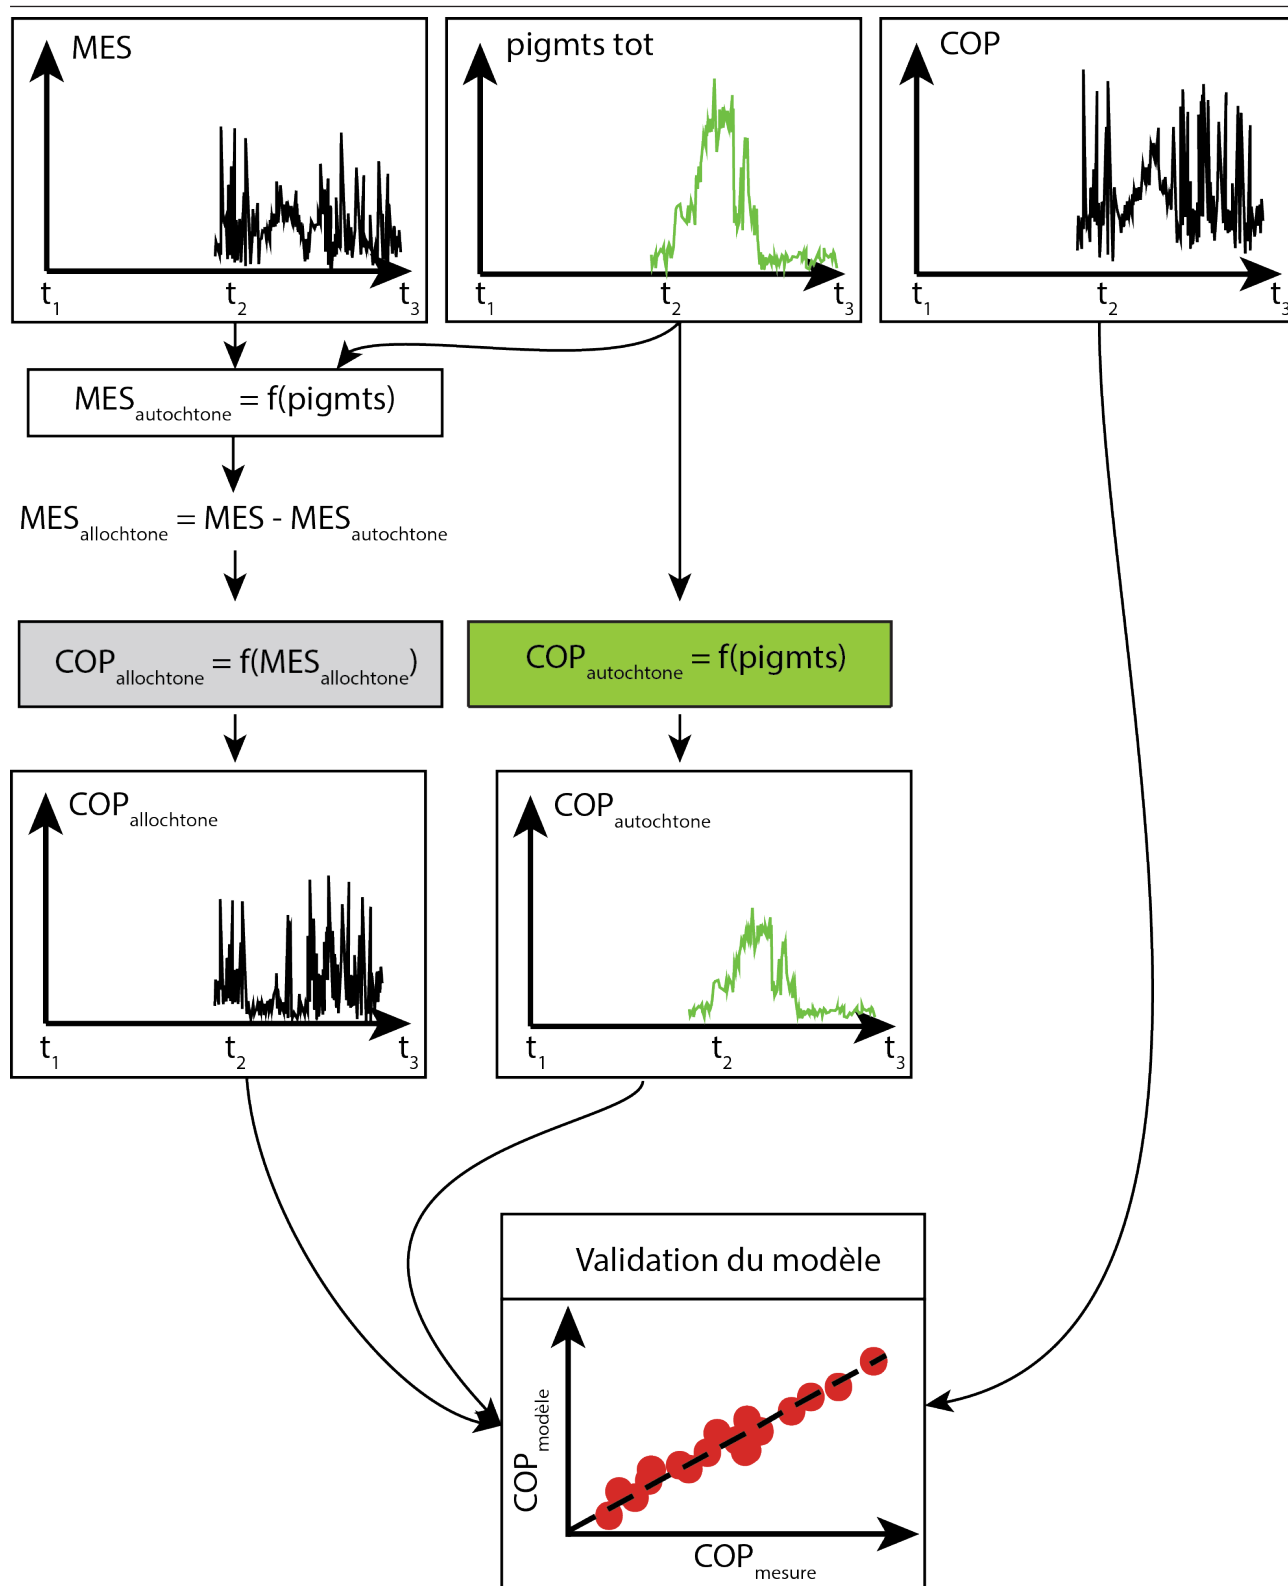 MES
t1 t2 t3
pigmts tot
t1 t2 t3
COP
t1 t2 t3
MESautochtone = f(pigmts)
MESallochtone = MES - MESautochtone
COPallochtone = f(MESallochtone)
COPautochtone = f(pigmts)
COPallochtone
t1 t2 t3
COPautochtone
t1 t2 t3
Validation du modèle
COPmodèle
COPmesure